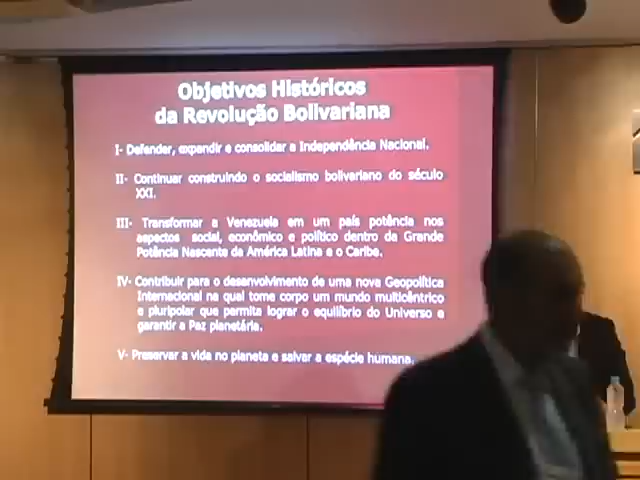 Objetivos Históricos
da Revolução Bolivariana
I- Defender, expandir e consolidar a Independência Nacional.
II- Continuar construindo o socialismo bolivariano do século
XXI.
III- Transformar a Venezuela em um país potência nos
aspectos social, econômico e político dentro da Grande
Potência Nascente da América Latina e o Caribe.
IV- Contribuir para o desenvolvimento de uma nova Geopolítica
Internacional na qual tome corpo um mundo multicêntrico
e pluripolar que permita lograr o equilíbrio do Universo e
garantir a Paz planetária.
V- Preservar a vida no planeta e salvar a espécie humana.